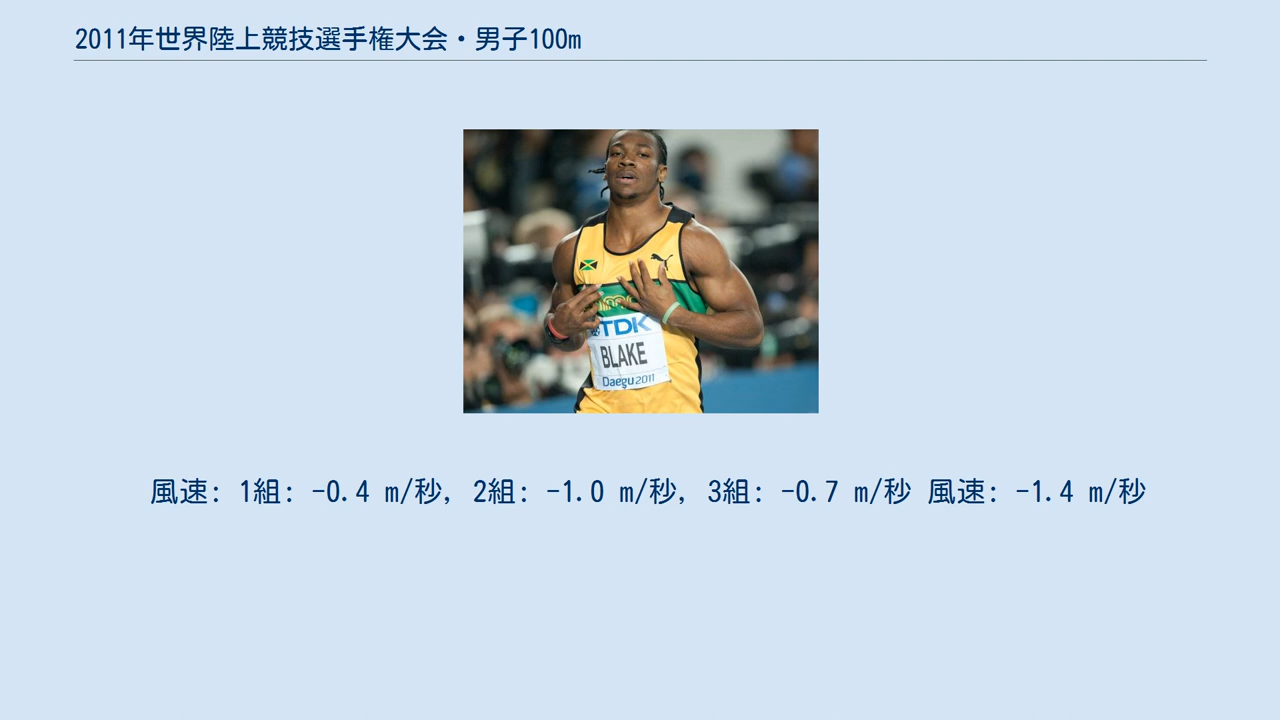 2011年世界陸上競技選手権大会・男子100m
TDK
BLAKE
Daegu2011
風速: 1組: -0.4 m/秒, 2組: -1.0 m/秒, 3組: -0.7 m/秒 風速: -1.4 m/秒